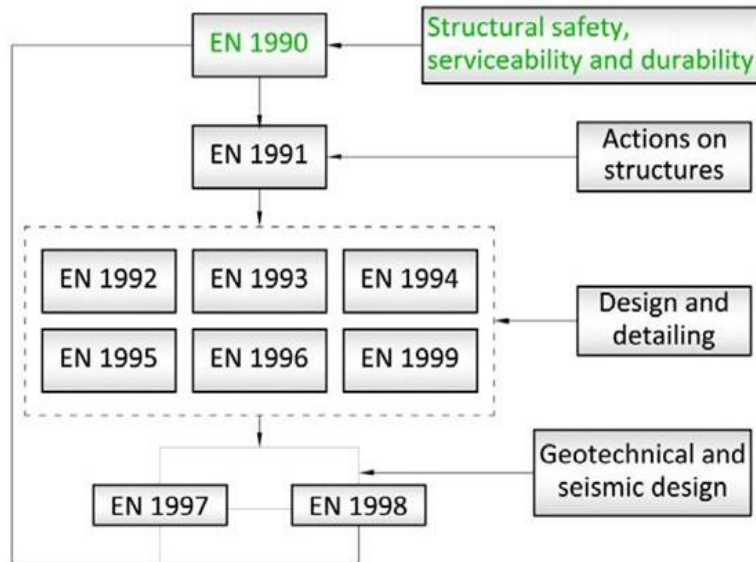 EN 1990
Structural safety,
serviceability and durability
EN 1991
Actions on
structures
EN 1992
EN 1993
EN 1994
EN 1995
EN 1996
EN 1999
Design and
detailing
Geotechnical and
seismic design
EN 1997
EN 1998